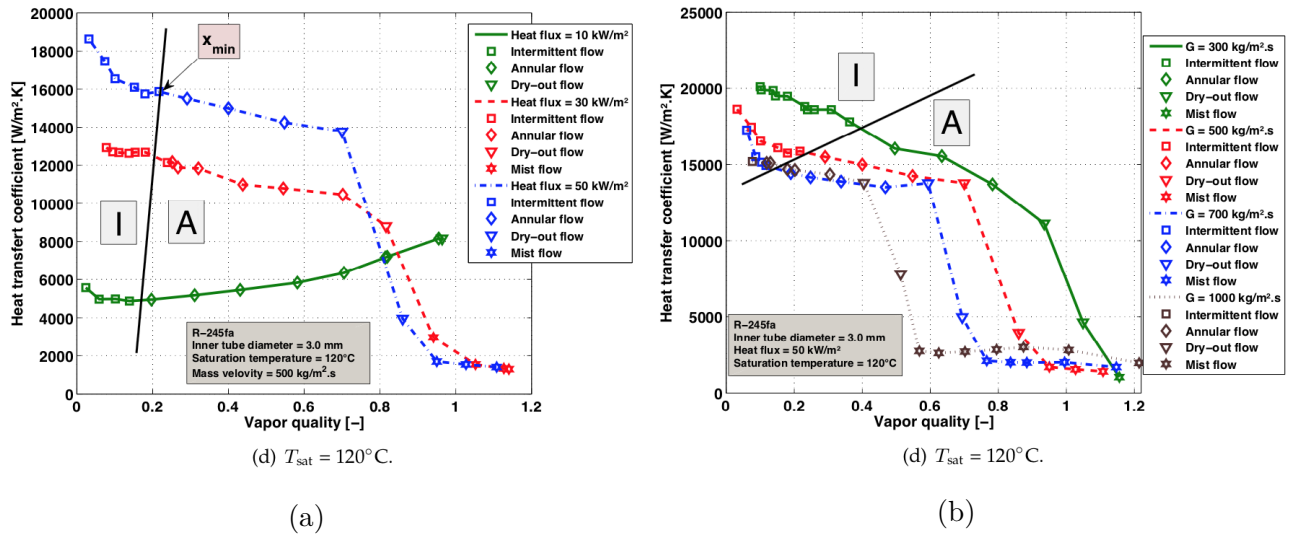 18000
16000
14000
12000
10000
8000
6000
4000
2000
0
Heat transfert coefficient [W/m².K]
0
0.2
0.4
0.6
0.8
1
1.2
Vapor quality [−]
x min
I
A
R−245fa
Inner tube diameter = 3.0 mm
Saturation temperature = 120°C
Mass velovity = 500 kg/m².s
Heat flux = 10 kW/m²
Intermittent flow
Annular flow
Dry−out flow
Heat flux = 30 kW/m²
Intermittent flow
Annular flow
Dry−out flow
Mist flow
Heat flux = 50 kW/m²
Intermittent flow
Annular flow
Dry−out flow
Mist flow
(d) Tsat = 120°C.
(a)
25000
20000
15000
10000
5000
0
Heat transfer coefficient [W/m².K]
0
0.2
0.4
0.6
0.8
1
1.2
Vapor quality [−]
I
A
R−245fa
Inner tube diameter = 3.0 mm
Heat flux = 50 kW/m²
Saturation temperature = 120°C
G = 300 kg/m².s
Intermittent flow
Annular flow
Dry−out flow
Mist flow
G = 500 kg/m².s
Intermittent flow
Annular flow
Dry−out flow
Mist flow
G = 700 kg/m².s
Intermittent flow
Annular flow
Dry−out flow
Mist flow
G = 1000 kg/m².s
Intermittent flow
Annular flow
Dry−out flow
Mist flow
(d) Tsat = 120°C.
(b)